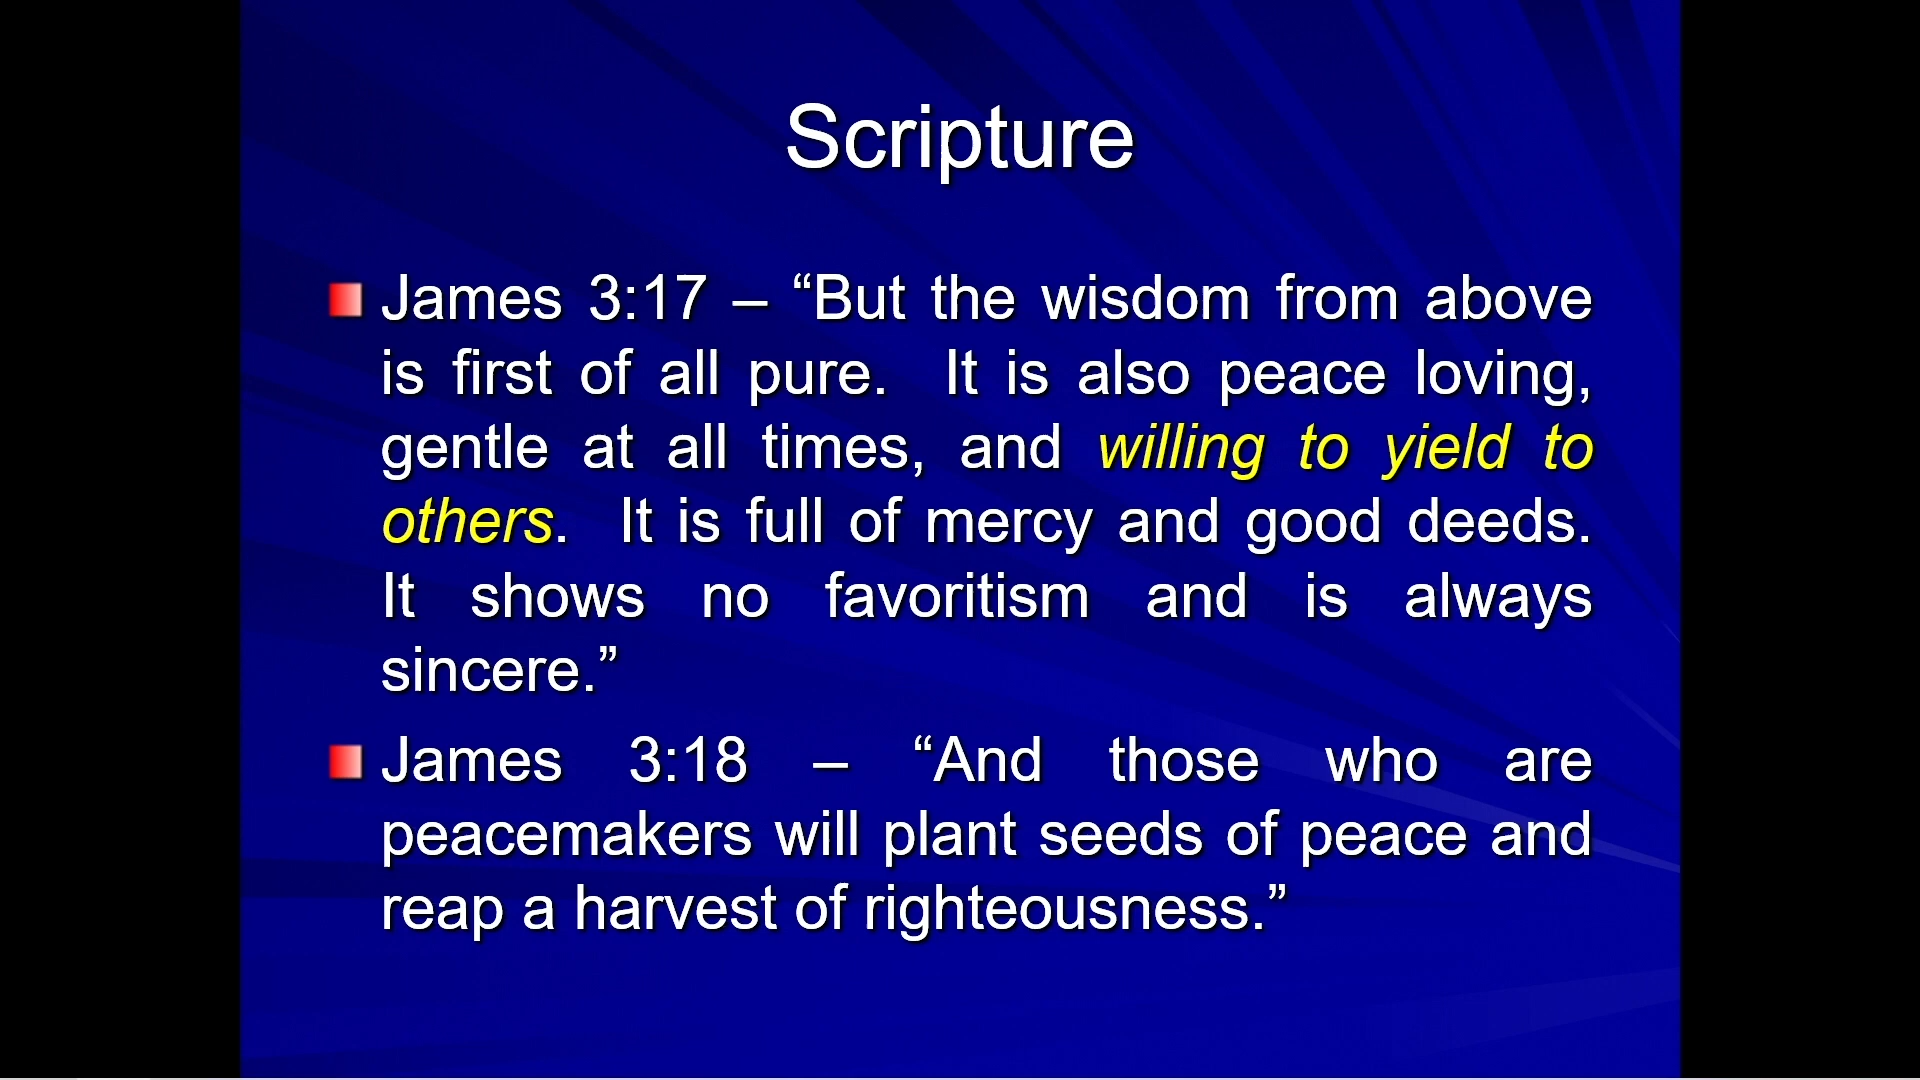 Scripture
James 3:17 – “But the wisdom from above
is first of all pure.  It is also peace loving,
gentle at all times, and willing to yield to
others.  It is full of mercy and good deeds.
It shows no favoritism and is always
sincere.”
James 3:18 – “And those who are
peacemakers will plant seeds of peace and
reap a harvest of righteousness.”